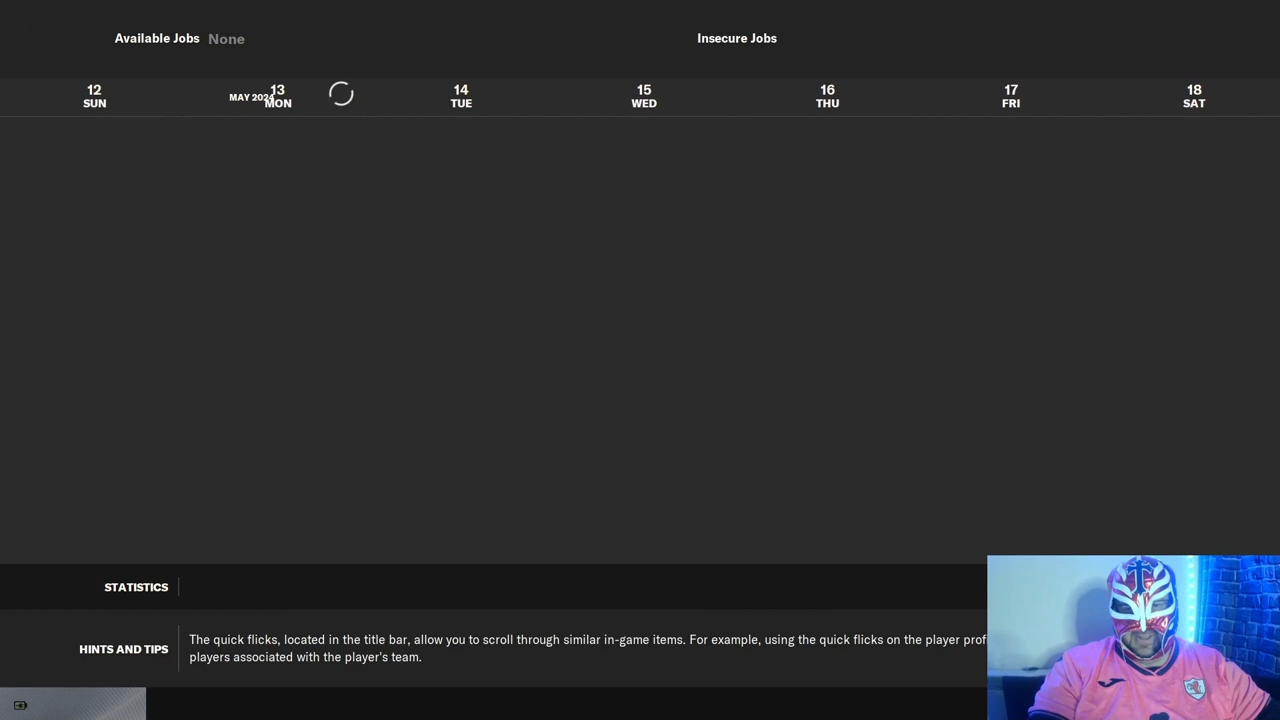 Available Jobs None
Insecure Jobs
12 SUN
MAY 2024
13 MON
14 TUE
15 WED
16 THU
17 FRI
18 SAT
STATISTICS
HINTS AND TIPS
The quick flicks, located in the title bar, allow you to scroll through similar in-game items. For example, using the quick flicks on the player prof
players associated with the player's team.